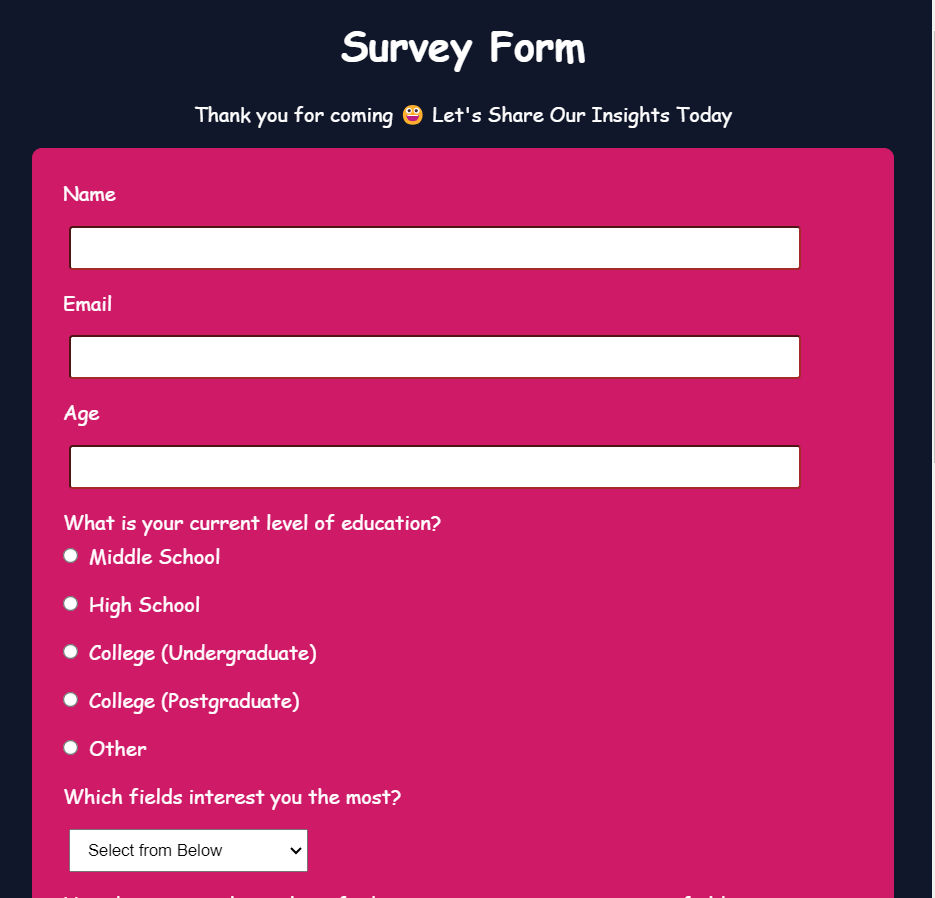 Survey Form
Thank you for coming 😀 Let's Share Our Insights Today
Name
Email
Age
What is your current level of education?
Middle School
High School
College (Undergraduate)
College (Postgraduate)
Other
Which fields interest you the most?
Select from Below